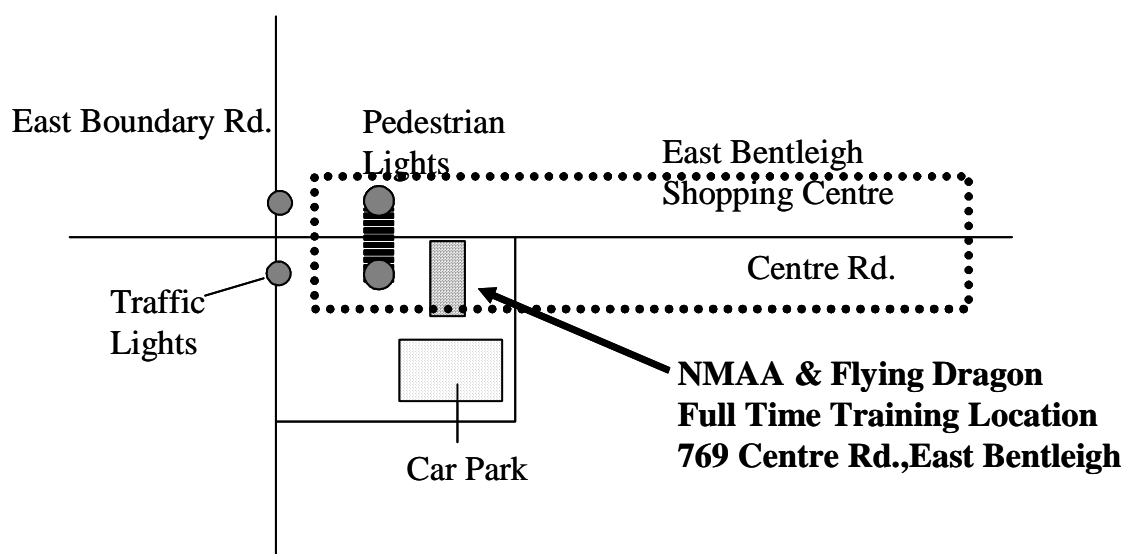 East Boundary Rd.
Pedestrian
Lights
East Bentleigh
Shopping Centre
Centre Rd.
Traffic
Lights
NMAA & Flying Dragon
Full Time Training Location
769 Centre Rd.,East Bentleigh
Car Park